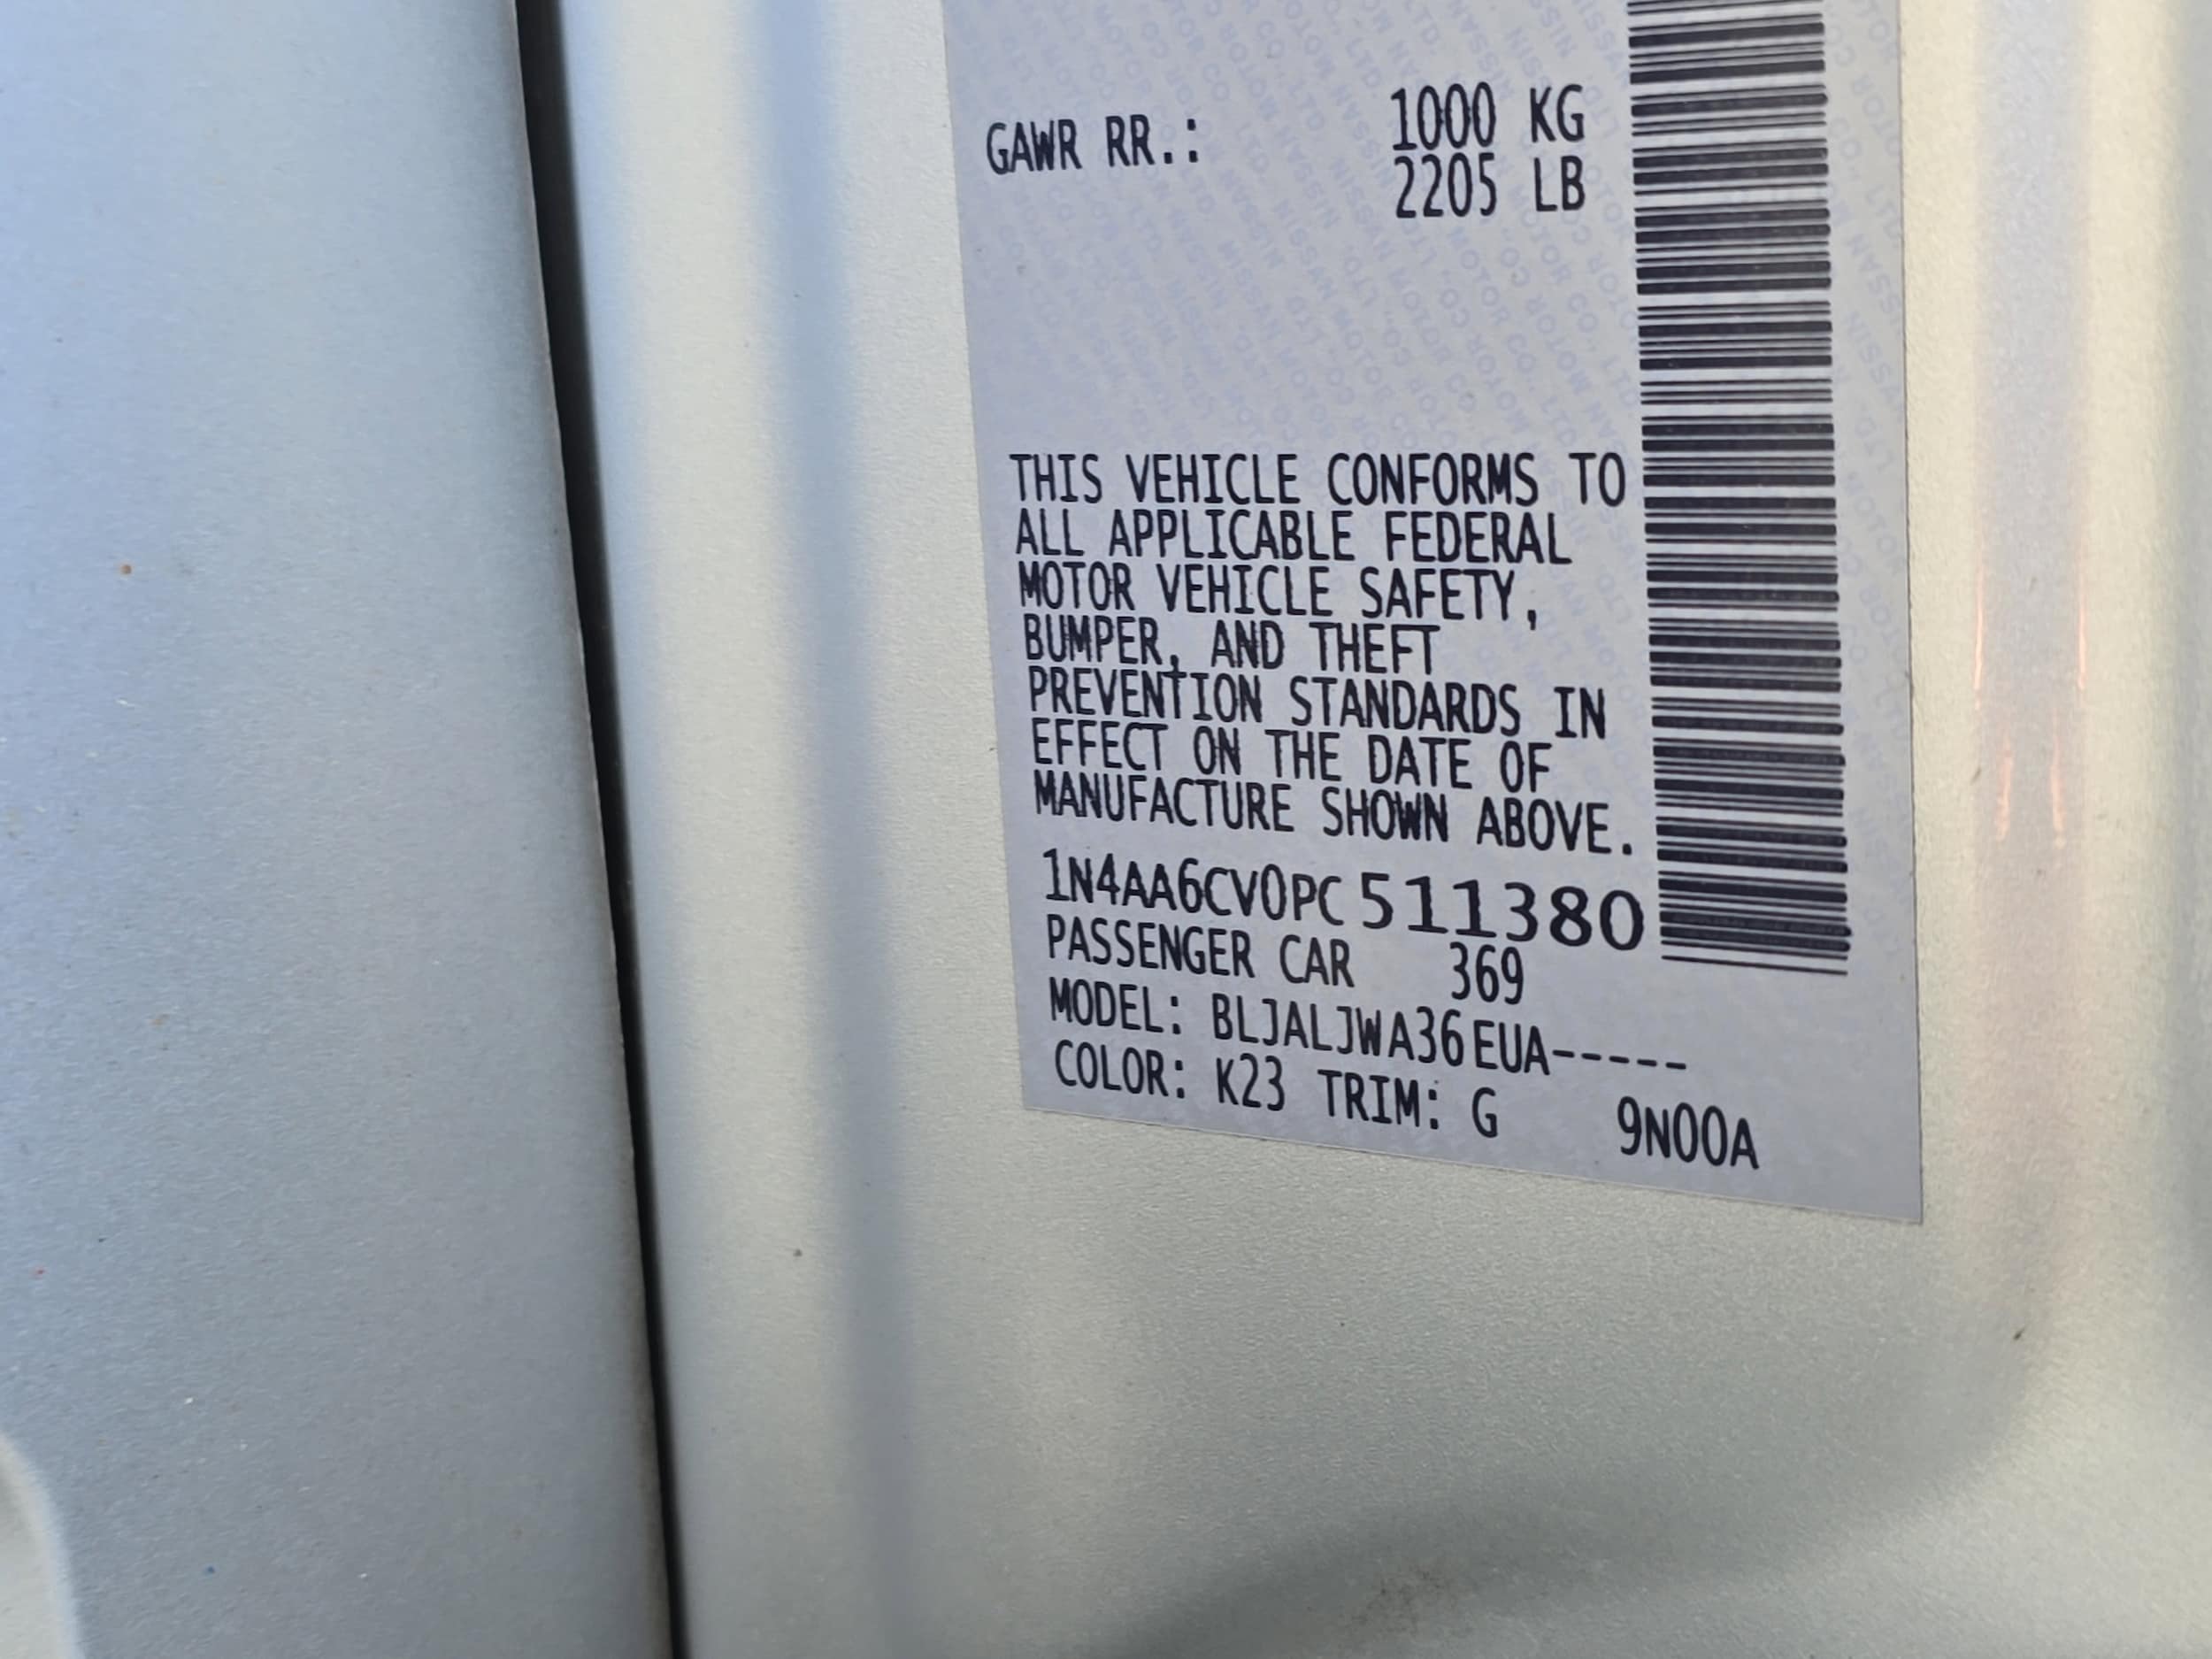 GAWR RR.: 1000 KG
2205 LB
THIS VEHICLE CONFORMS TO
ALL APPLICABLE FEDERAL
MOTOR VEHICLE SAFETY,
BUMPER, AND THEFT
PREVENTION STANDARDS IN
EFFECT ON THE DATE OF
MANUFACTURE SHOWN ABOVE.
1N4AA6CV0PC511380
PASSENGER CAR 369
MODEL: BLJALJWA36EUA-----
COLOR: K23 TRIM: G 9N00A